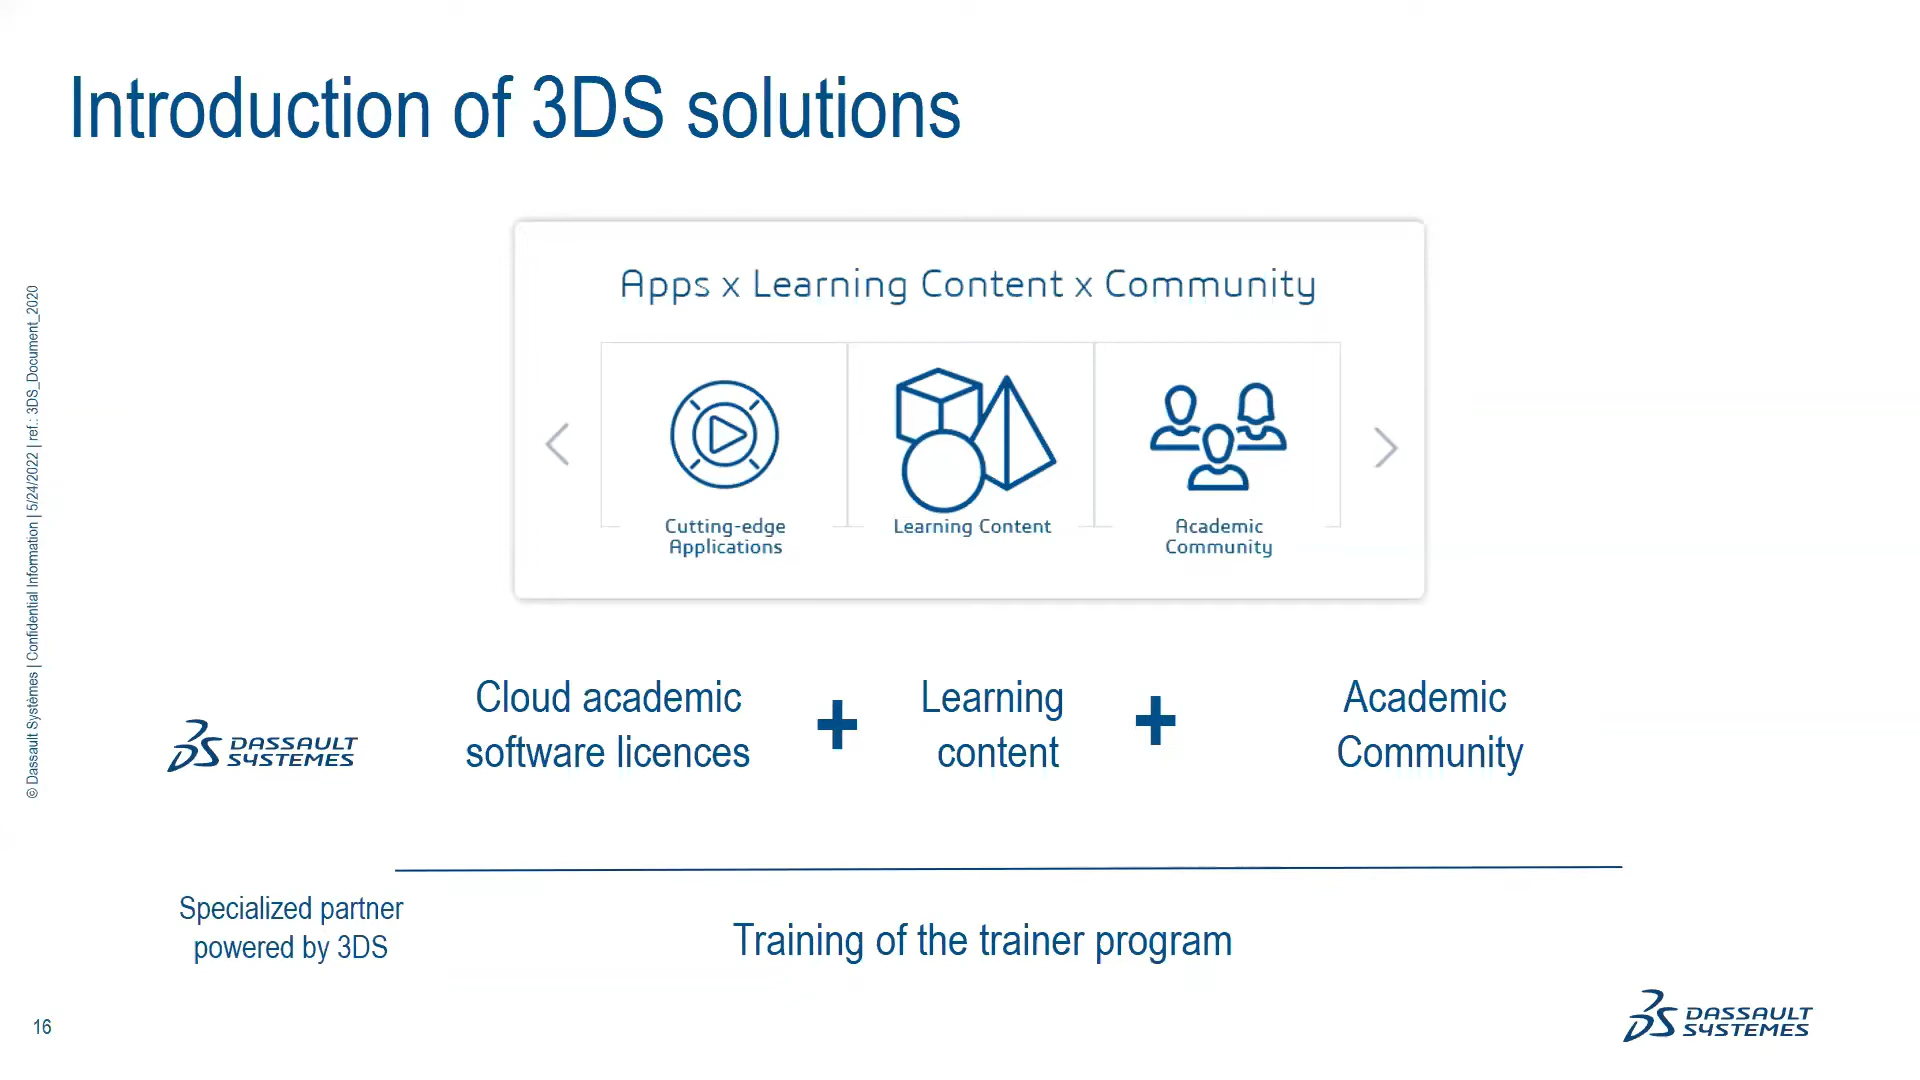 Introduction of 3DS solutions
Apps x Learning Content x Community
Cutting-edge
Applications
Learning Content
Academic
Community
© Dassault Systèmes | Confidential Information | 5/24/2022 | ref.: 3DS_Document_2020
DASSAULT
SYSTEMES
Cloud academic
software licences
+
Learning
content
+
Academic
Community
Specialized partner
powered by 3DS
Training of the trainer program
16
DASSAULT
SYSTEMES